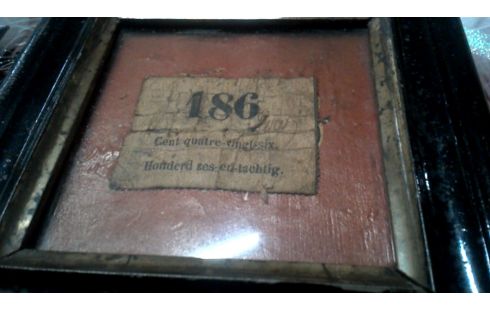 186
Cent quatre-vingt-six.
Honderd zes-en-tachtig.